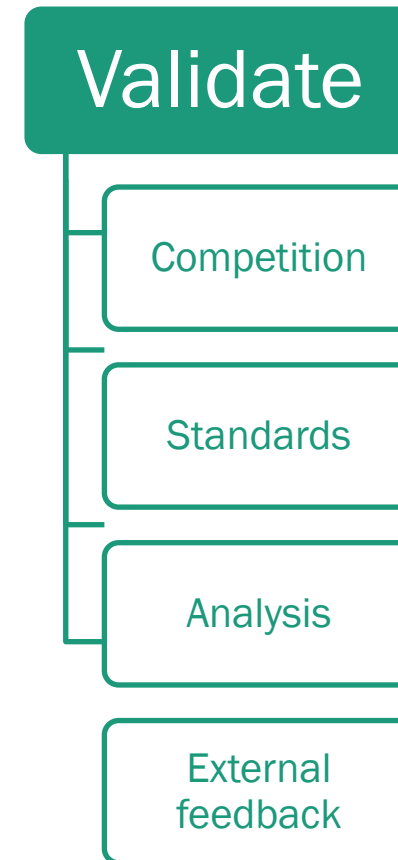 Validate
Competition
Standards
Analysis
External
feedback